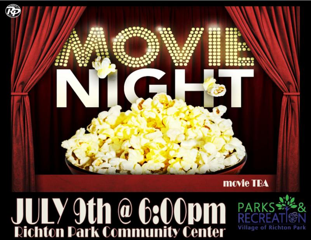 RP
MOVIE
NIGHT
movie TBA
JULY 9th @ 6:00pm
Richton Park Community Center
PARKS &
RECREATION
Village of Richton Park